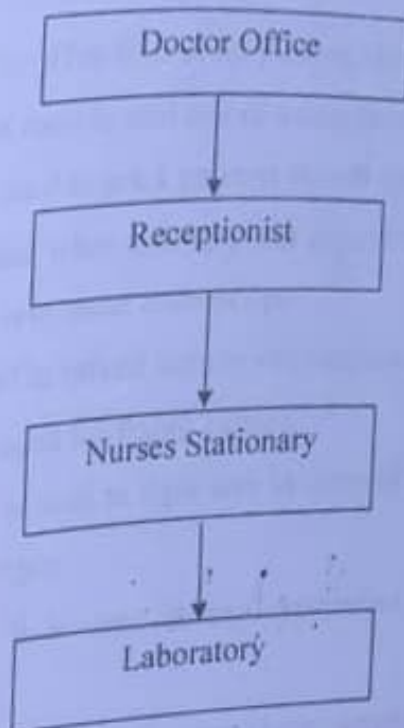 Doctor Office
Receptionist
Nurses Stationary
Laboratory